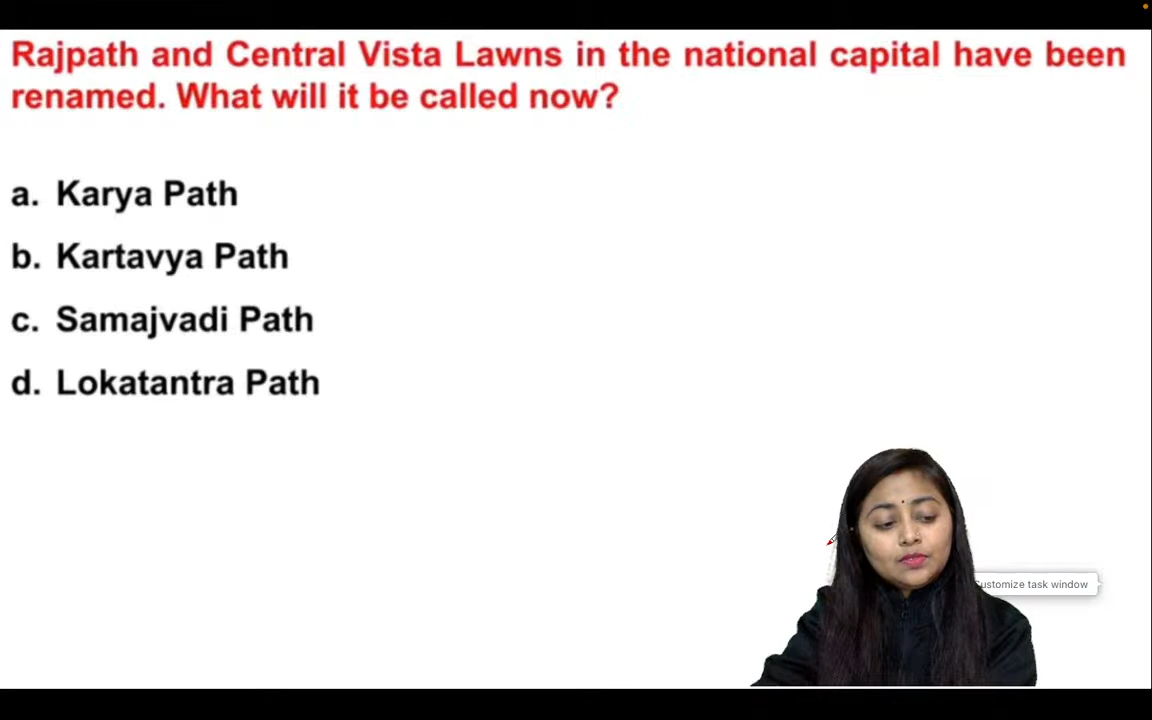 Rajpath and Central Vista Lawns in the national capital have been
renamed. What will it be called now?
a. Karya Path
b. Kartavya Path
c. Samajvadi Path
d. Lokatantra Path
Customize task window